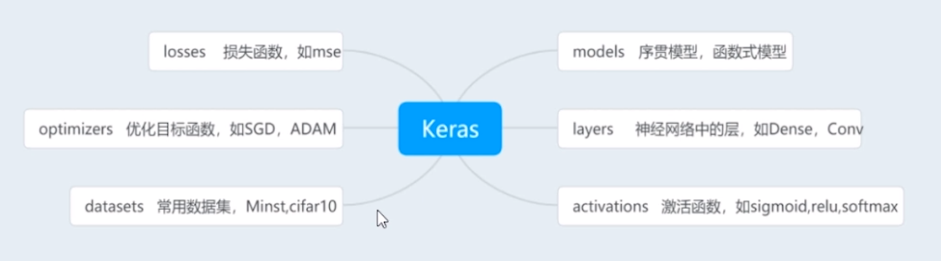 losses 损失函数，如mse
optimizers 优化目标函数，如SGD，ADAM
datasets 常用数据集，Minst,cifar10
Keras
models 序贯模型，函数式模型
layers 神经网络中的层，如Dense，Conv
activations 激活函数，如sigmoid,relu,softmax